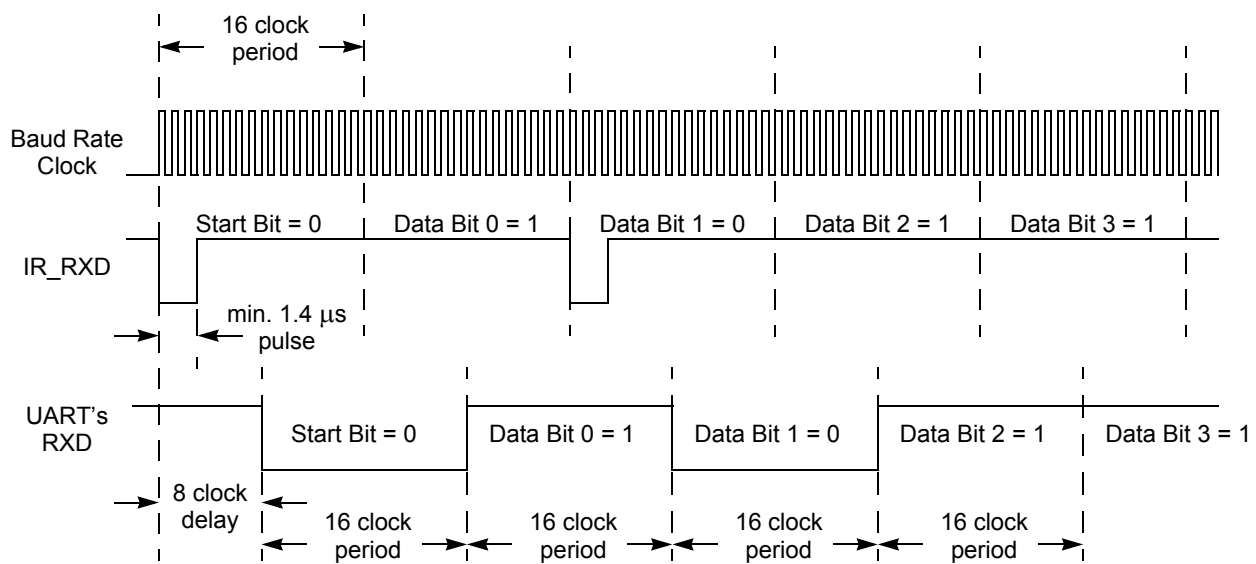 16 clock
period
Baud Rate
Clock
Start Bit = 0
Data Bit 0 = 1
Data Bit 1 = 0
Data Bit 2 = 1
Data Bit 3 = 1
IR_RXD
min. 1.4 μs
pulse
UART's
RXD
Start Bit = 0
Data Bit 0 = 1
Data Bit 1 = 0
Data Bit 2 = 1
Data Bit 3 = 1
8 clock
delay
16 clock
period
16 clock
period
16 clock
period
16 clock
period